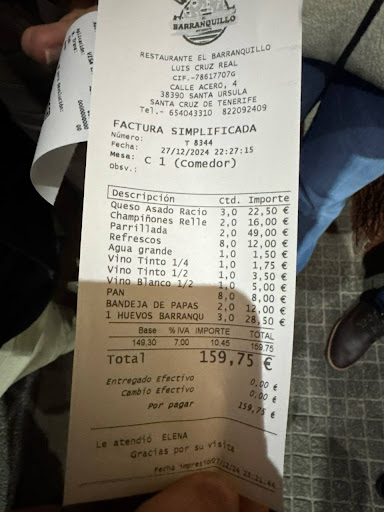 BARRANQUILLO
RESTAURANTE EL BARRANQUILLO
LUIS CRUZ REAL
CIF.-78617707G
CALLE ACERO, 4
38390 SANTA URSULA
SANTA CRUZ DE TENERIFE
Tel.- 654043310 822092409
FACTURA SIMPLIFICADA
Número: T 8344
Fecha: 27/12/2024 22:27:15
Mesa: C 1 (Comedor)
Obsv.:
Descripción Ctd. Importe
Queso Asado Racio 3,0 22,50 €
Champiñones Relle 2,0 16,00 €
Parrillada 2,0 49,00 €
Refrescos 8,0 12,00 €
Agua grande 1,0 1,50 €
Vino Tinto 1/4 1,0 1,75 €
Vino Tinto 1/2 1,0 3,50 €
Vino Blanco 1/2 1,0 5,00 €
PAN 8,0 8,00 €
BANDEJA DE PAPAS 2,0 12,00 €
1 HUEVOS BARRANQU 3,0 28,50 €
Base % IVA IMPORTE TOTAL
149,30 7,00 10,45 159,75
Total 159,75 €
Entregado Efectivo 0,00 €
Cambio Efectivo 0,00 €
Por pagar 159,75 €
Le atendió ELENA
Gracias por su visita